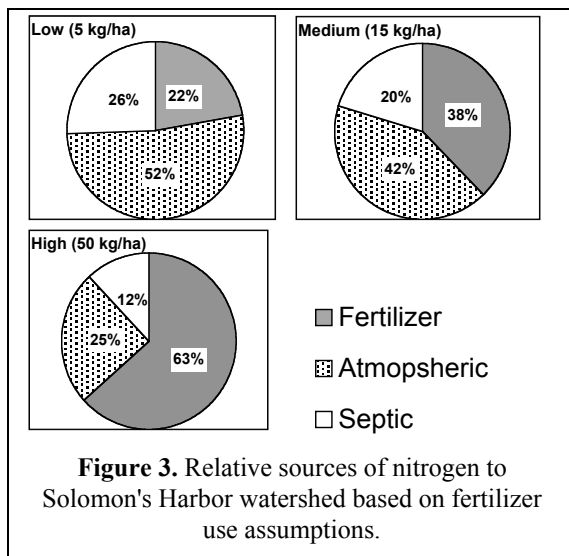 Low (5 kg/ha)
26%
22%
52%
Medium (15 kg/ha)
20%
38%
42%
High (50 kg/ha)
12%
25%
63%
Fertilizer
Atmopsheric
Septic
Figure 3. Relative sources of nitrogen to
Solomon's Harbor watershed based on fertilizer
use assumptions.